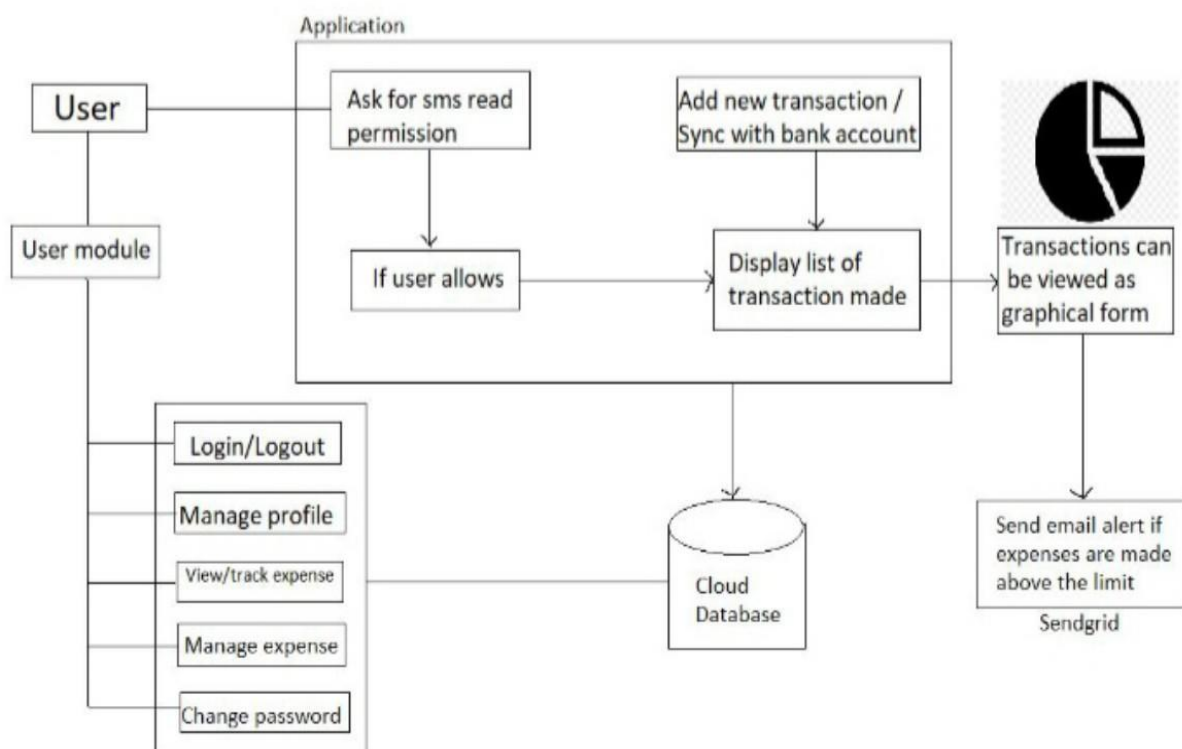 Application
User
Ask for sms read
permission
Add new transaction /
Sync with bank account
User module
If user allows
Display list of
transaction made
Transactions can
be viewed as
graphical form
Login/Logout
Manage profile
View/track expense
Manage expense
Change password
Cloud
Database
Send email alert if
expenses are made
above the limit
Sendgrid